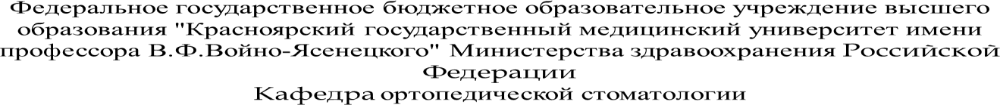 Федеральное государственное бюджетное образовательное учреждение высшего
образования "Красноярский государственный медицинский университет имени
профессора В.Ф.Войно-Ясенецкого" Министерства здравоохранения Российской
Федерации
Кафедра ортопедической стоматологии